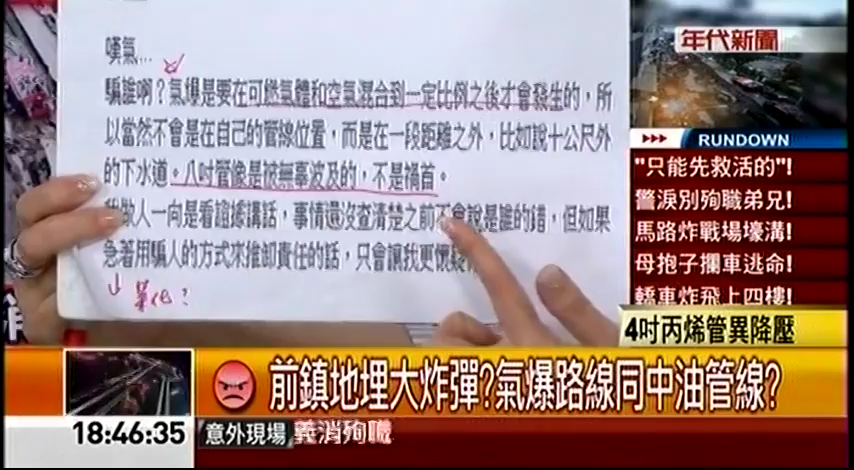 嘆氣...
騙誰啊？氣爆是要在可燃氣體和空氣混合到一定比例之後才會發生的，所
以當然不會是在自己的管線位置，而是在一段距離之外，比如說十公尺外
的下水道。八吋管像是被無辜波及的，不是禍首。
我做人一向是看證據講話，事情還沒查清楚之前不會說是誰的錯，但如果
急著用騙人的方式來推卸責任的話，只會讓我更懷疑
年代新聞
RUNDOWN
"只能先救活的"!
警淚別殉職弟兄!
馬路炸戰場壕溝!
母抱子攔車逃命!
轎車炸飛上四樓!
4吋丙烯管異降壓
前鎮地埋大炸彈?氣爆路線同中油管線?
18:46:35
意外現場
義消殉職